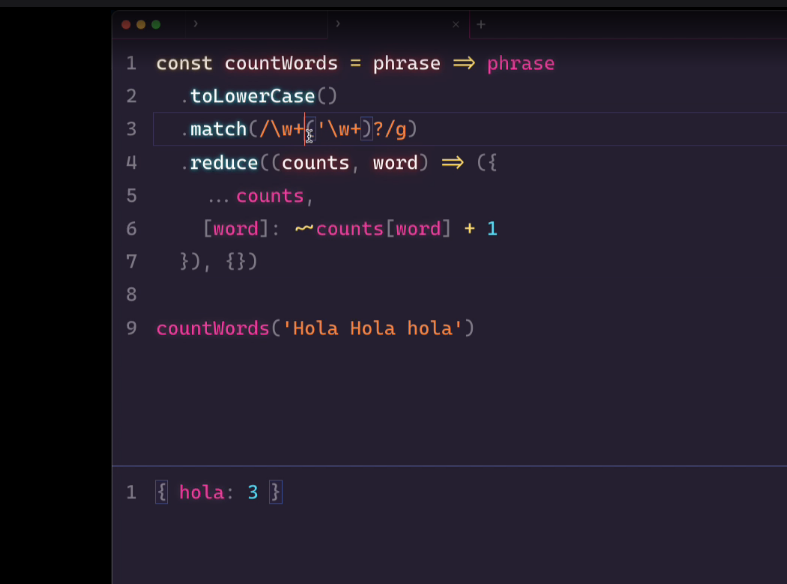 › › × +
1 const countWords = phrase => phrase
2 .toLowerCase()
3 .match(/\w+('\w+)?/g)
4 .reduce((counts, word) => ({
5 ...counts,
6 [word]: ~~counts[word] + 1
7 }), {})
8
9 countWords('Hola Hola hola')
1 { hola: 3 }